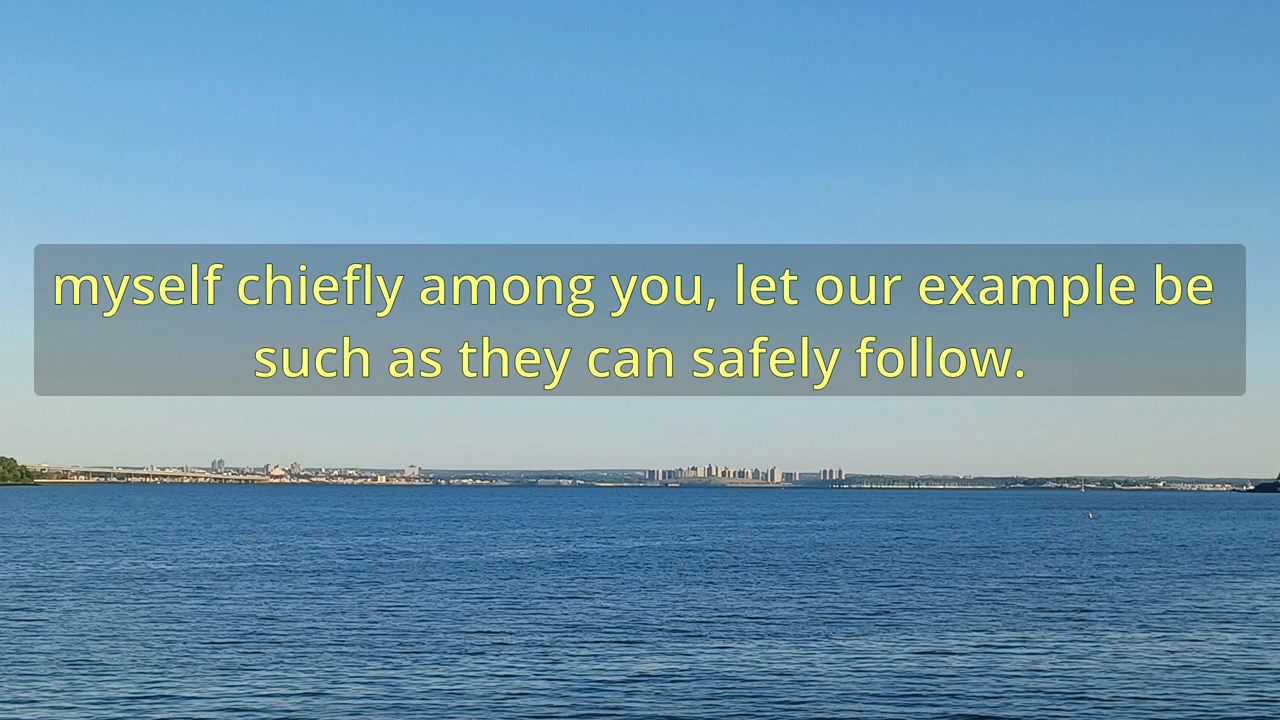 myself chiefly among you, let our example be
such as they can safely follow.